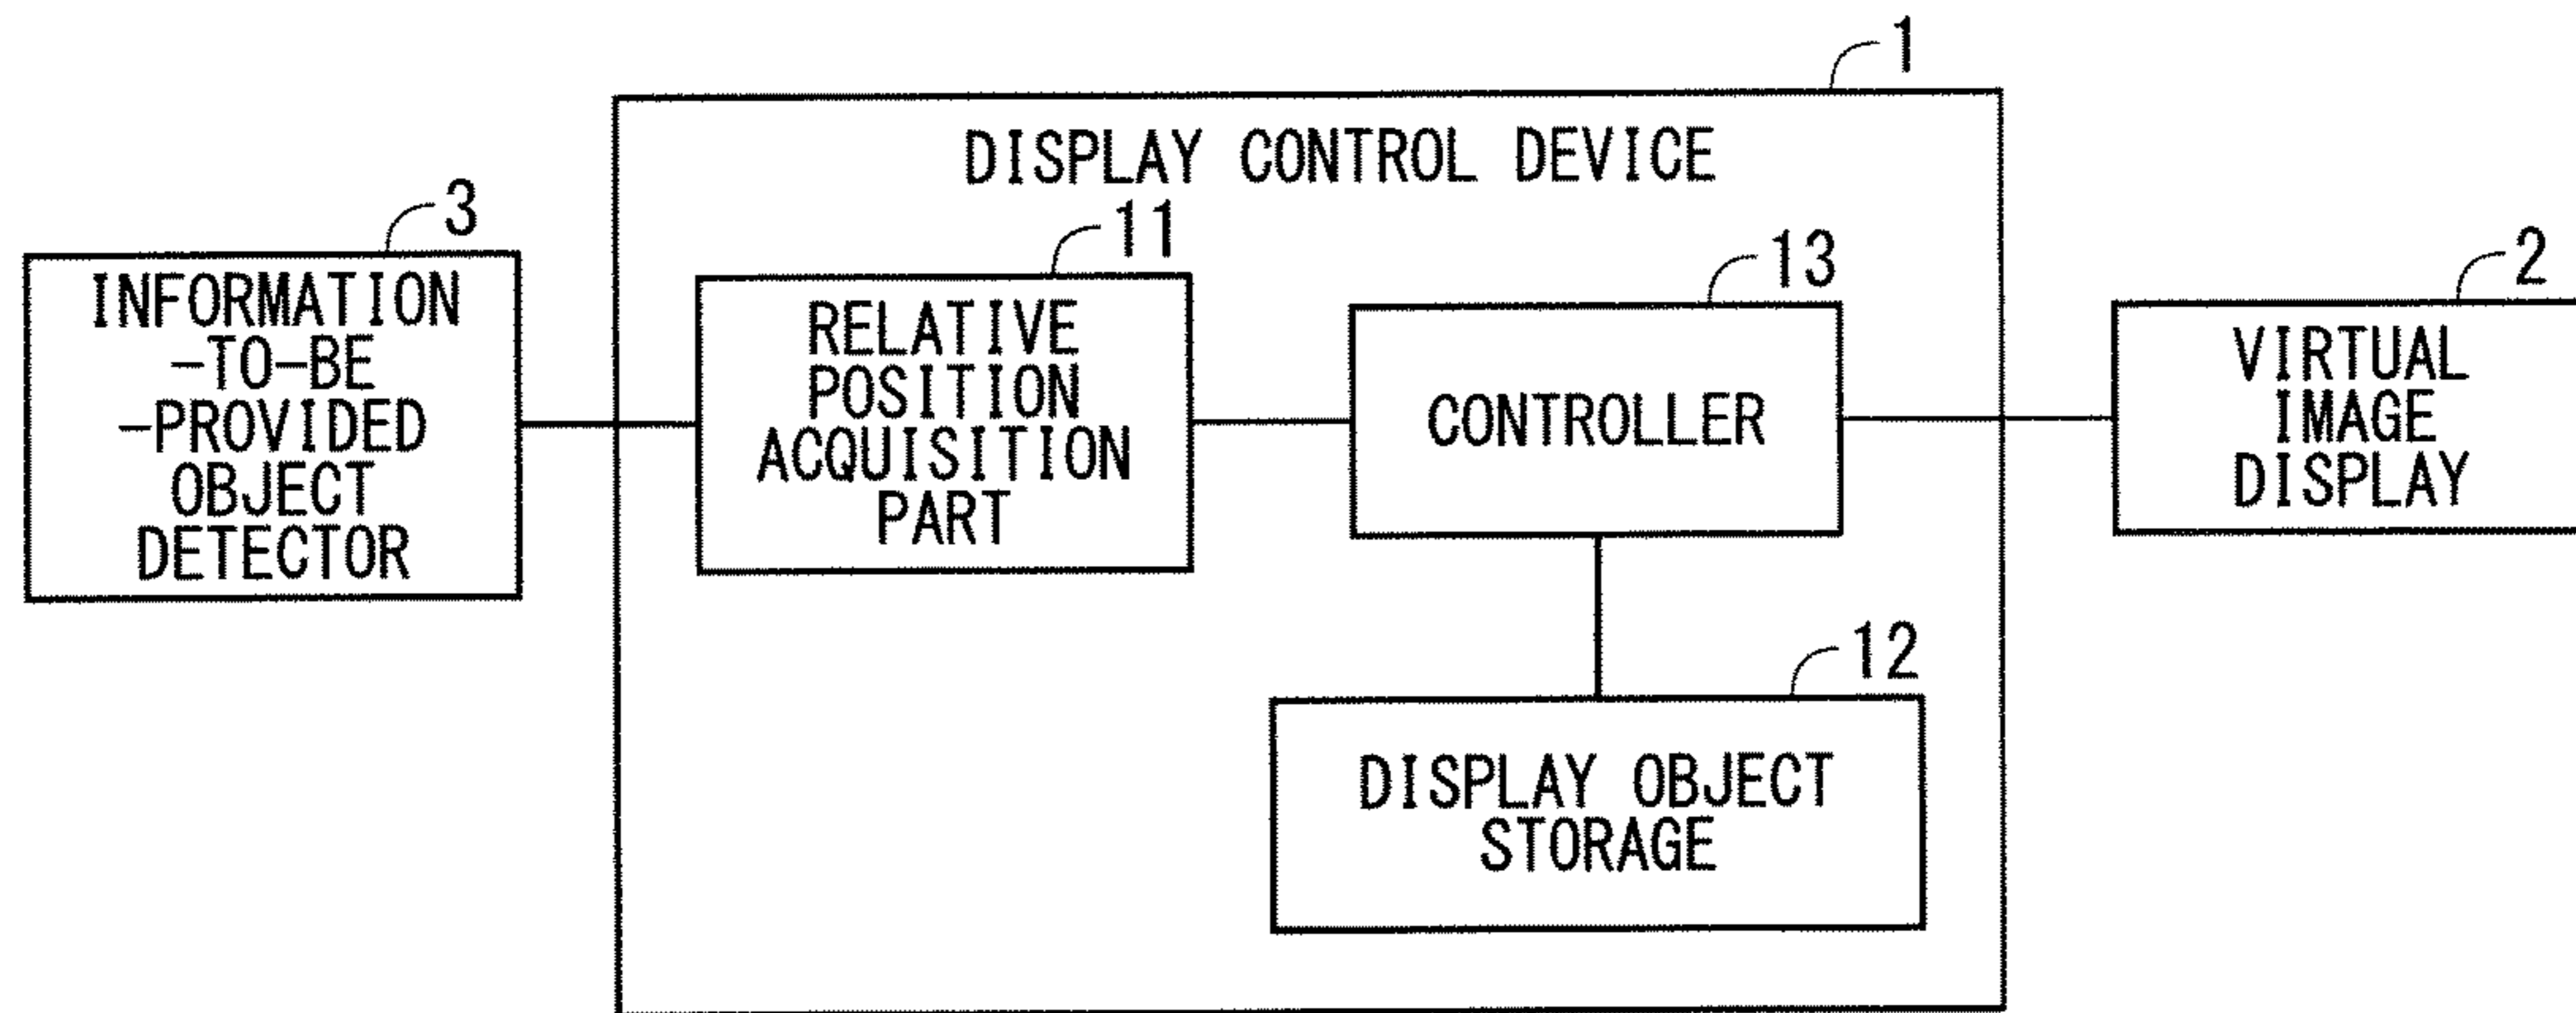 1
DISPLAY CONTROL DEVICE
3
INFORMATION
-TO-BE
-PROVIDED
OBJECT
DETECTOR
11
RELATIVE
POSITION
ACQUISITION
PART
13
CONTROLLER
2
VIRTUAL
IMAGE
DISPLAY
12
DISPLAY OBJECT
STORAGE